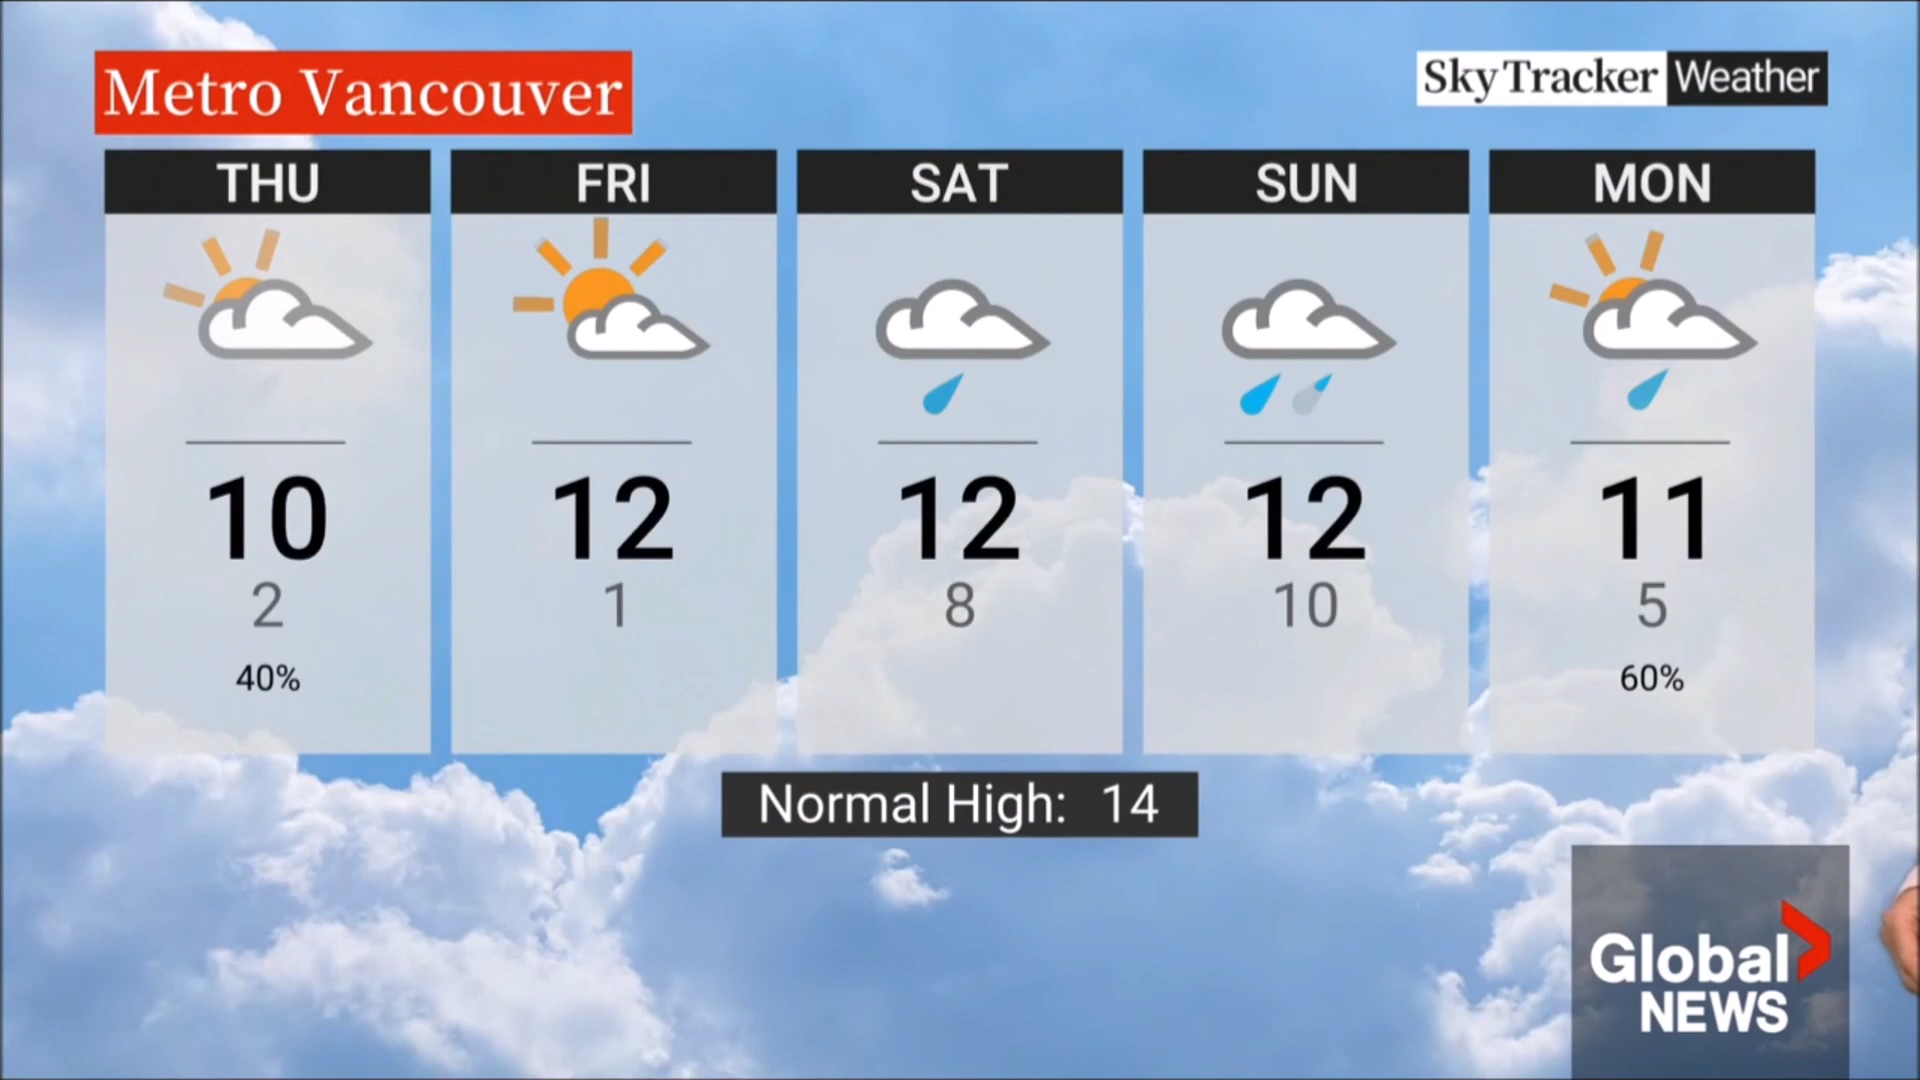 Metro Vancouver
SkyTracker Weather
THU FRI SAT SUN MON
10 12 12 12 11
2 1 8 10 5
40% 60%
Normal High: 14
Global
NEWS